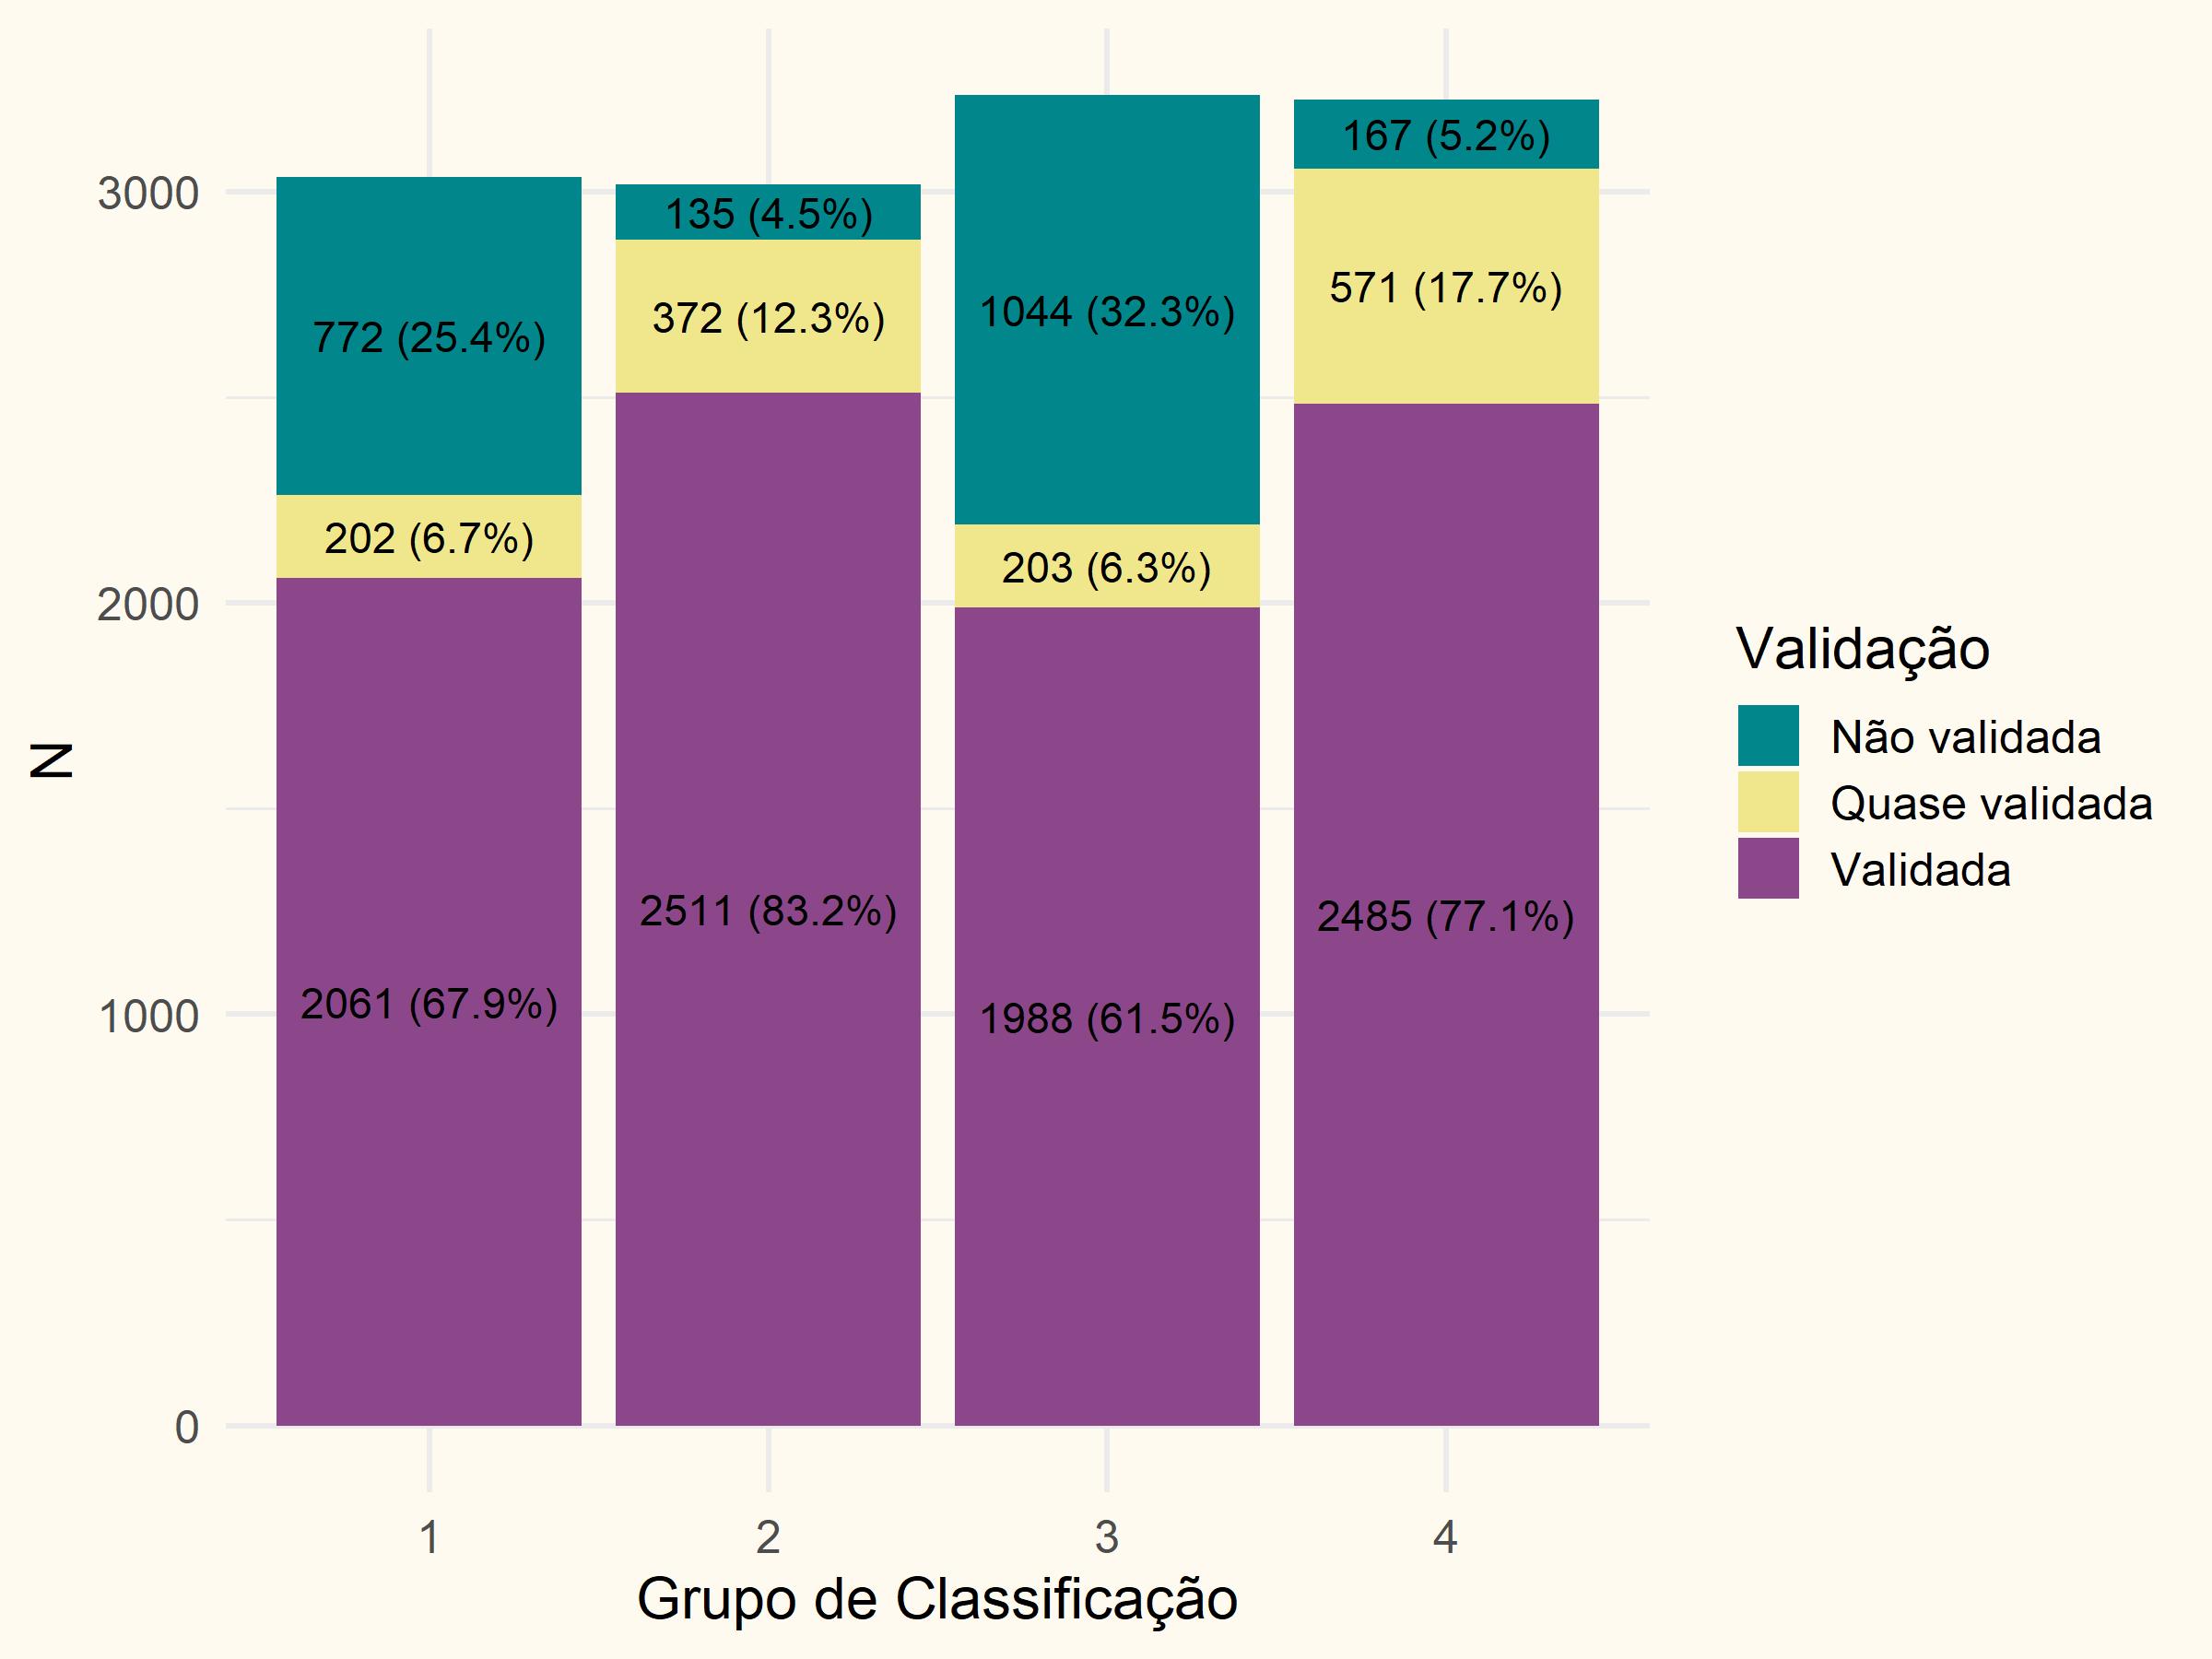 N
3000
2000
1000
0
772 (25.4%)
202 (6.7%)
2061 (67.9%)
135 (4.5%)
372 (12.3%)
2511 (83.2%)
1044 (32.3%)
203 (6.3%)
1988 (61.5%)
167 (5.2%)
571 (17.7%)
2485 (77.1%)
1 2 3 4
Grupo de Classificação
Validação
Não validada
Quase validada
Validada